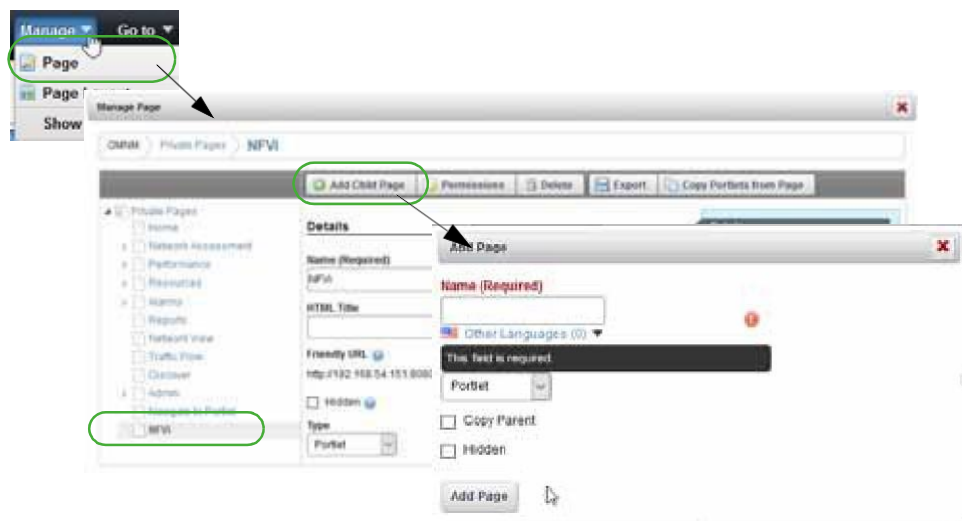 Manage Go to
Page
Page
Show
Manage Page
OMNM Private Pages NFVI
Add Child Page Permissions Delete Export Copy Portlets from Page
Private Pages
Home
Network Assessment
Performance
Resources
Alarms
Reports
Network View
Traffic Flow
Discover
Admin
Navigate to Portlet
NFVI
Details
Name (Required)
NFVI
HTML Title
Friendly URL
Hidden
Type
Portlet
Add Page
Name (Required)
Other Languages (0)
This field is required.
Portlet
Copy Parent
Hidden
Add Page